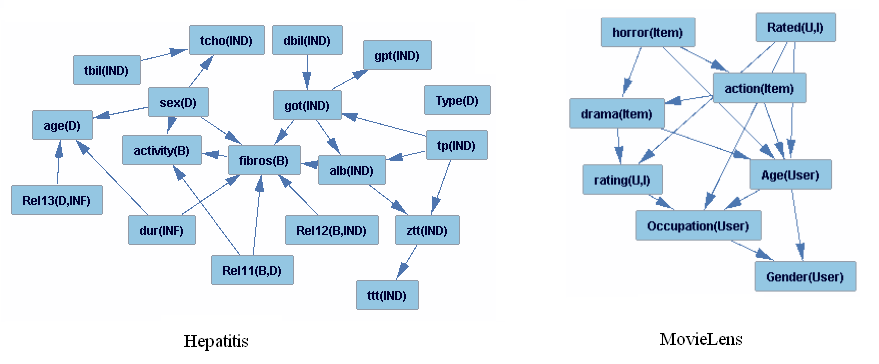 tcho(IND)
dbil(IND)
gpt(IND)
tbil(IND)
sex(D)
got(IND)
Type(D)
age(D)
activity(B)
fibros(B)
alb(IND)
tp(IND)
Rel13(D,INF)
dur(INF)
Rel12(B,IND)
ztt(IND)
Rel11(B,D)
ttt(IND)
Hepatitis
horror(Item)
Rated(U,I)
action(Item)
drama(Item)
rating(U,I)
Age(User)
Occupation(User)
Gender(User)
MovieLens